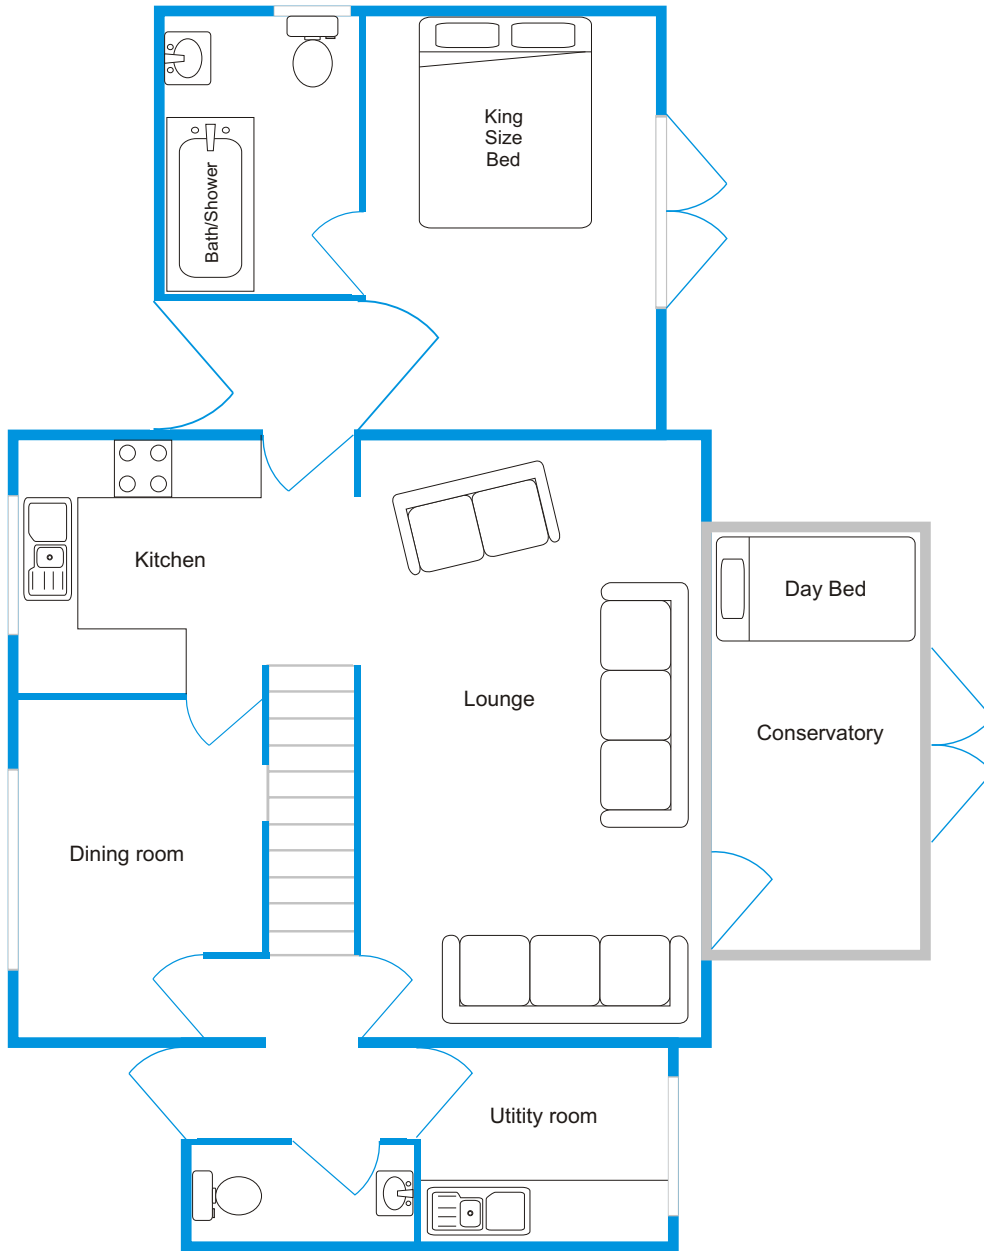 King
Size
Bed
Bath/Shower
Kitchen
Day Bed
Lounge
Conservatory
Dining room
Utitity room